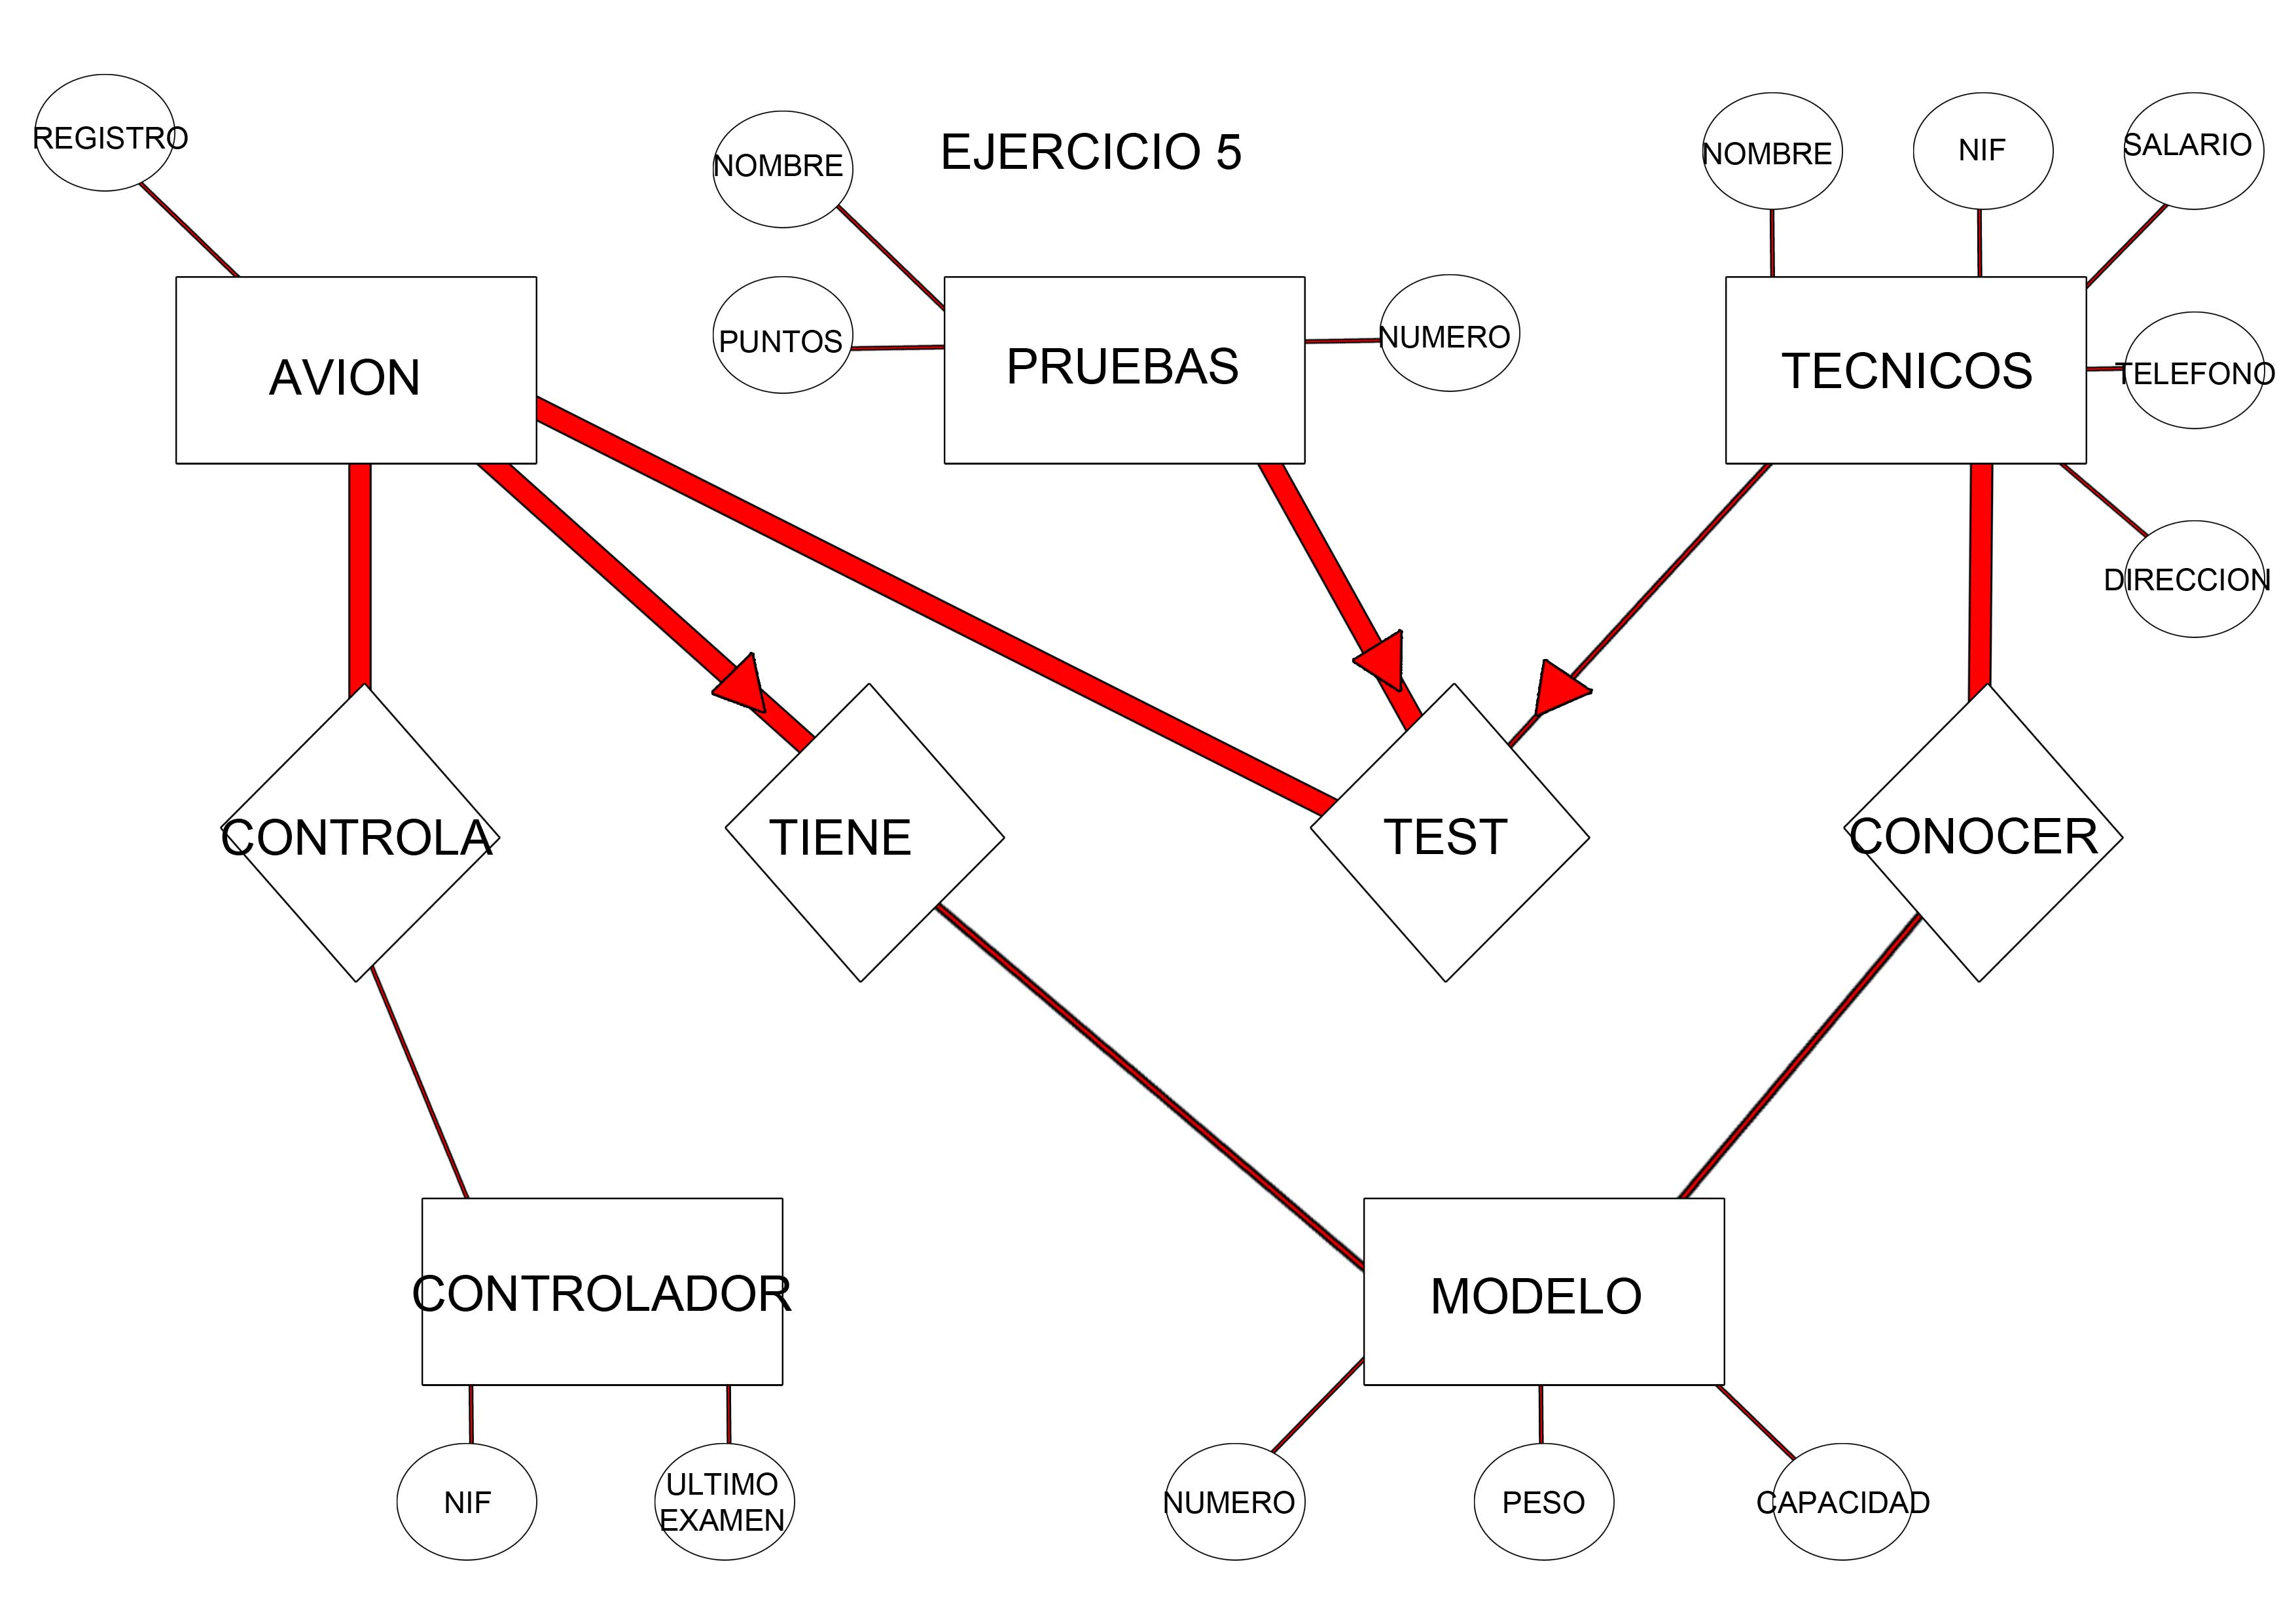 EJERCICIO 5
REGISTRO
NOMBRE
NOMBRE
NIF
SALARIO
PUNTOS
NUMERO
TELEFONO
AVION
PRUEBAS
TECNICOS
DIRECCION
CONTROLA
TIENE
TEST
CONOCER
CONTROLADOR
MODELO
NIF
ULTIMO
EXAMEN
NUMERO
PESO
CAPACIDAD